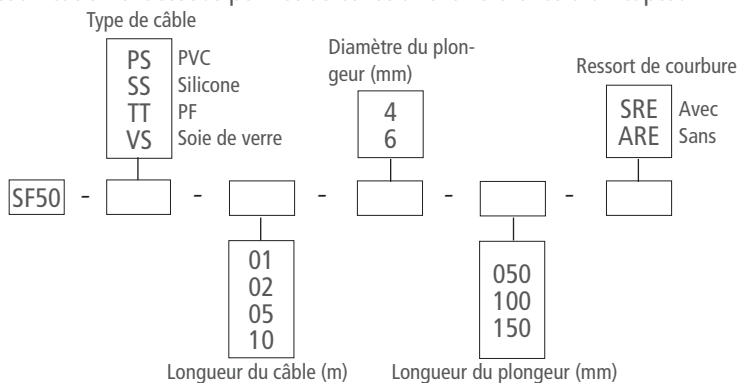 Type de câble
PS PVC
SS Silicone
TT PF
VS Soie de verre
Diamètre du plon-
geur (mm)
4
6
Ressort de courbure
SRE Avec
ARE Sans
SF50 - - - - -
01
02
05
10
Longueur du câble (m)
050
100
150
Longueur du plongeur (mm)